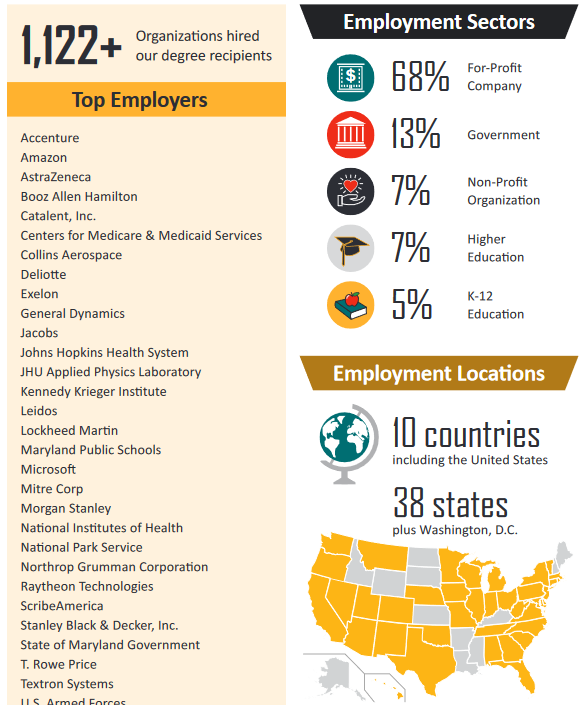 1,122+
Organizations hired
our degree recipients
Top Employers
Accenture
Amazon
AstraZeneca
Booz Allen Hamilton
Catalent, Inc.
Centers for Medicare & Medicaid Services
Collins Aerospace
Deliotte
Exelon
General Dynamics
Jacobs
Johns Hopkins Health System
JHU Applied Physics Laboratory
Kennedy Krieger Institute
Leidos
Lockheed Martin
Maryland Public Schools
Microsoft
Mitre Corp
Morgan Stanley
National Institutes of Health
National Park Service
Northrop Grumman Corporation
Raytheon Technologies
ScribeAmerica
Stanley Black & Decker, Inc.
State of Maryland Government
T. Rowe Price
Textron Systems
U.S. Armed Forces
Employment Sectors
$
68%
For-Profit
Company
13%
Government
7%
Non-Profit
Organization
7%
Higher
Education
5%
K-12
Education
Employment Locations
10 countries
including the United States
38 states
plus Washington, D.C.